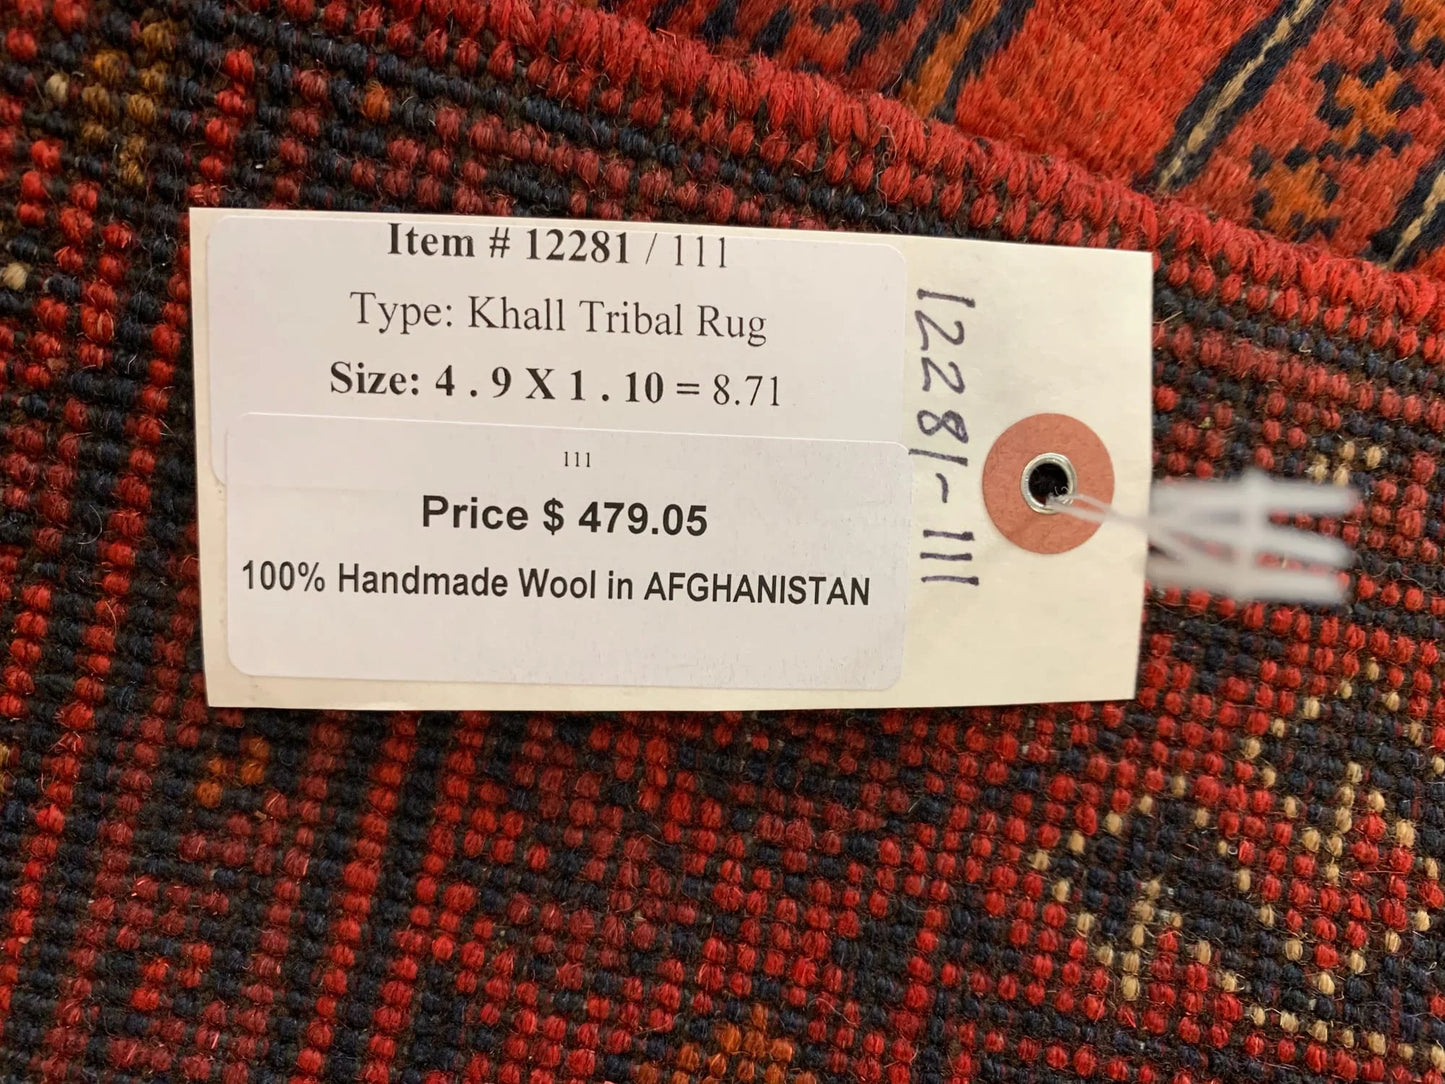 Item # 12281 / 111
Type: Khall Tribal Rug
Size: 4 . 9 X 1 . 10 = 8.71
111
Price $ 479.05
100% Handmade Wool in AFGHANISTAN
12281-111